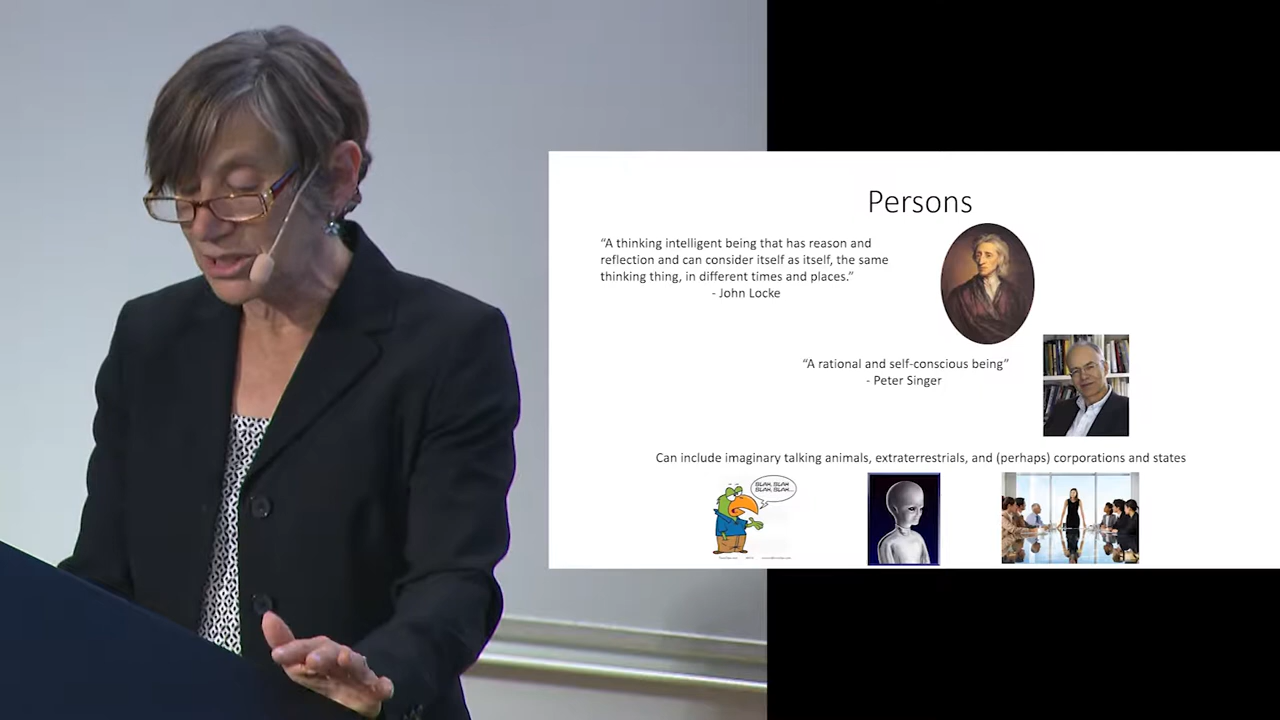 Persons
“A thinking intelligent being that has reason and
reflection and can consider itself as itself, the same
thinking thing, in different times and places.”
- John Locke
“A rational and self-conscious being”
- Peter Singer
Can include imaginary talking animals, extraterrestrials, and (perhaps) corporations and states
BLAH, BLAH
BLAH, BLAH...